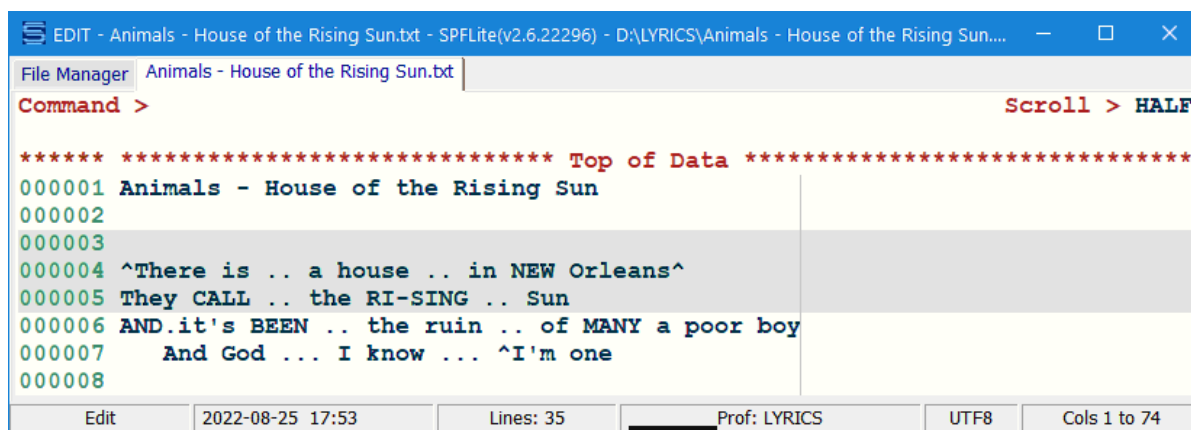 EDIT - Animals - House of the Rising Sun.txt - SPFLite(v2.6.22296) - D:\LYRICS\Animals - House of the Rising Sun....
File Manager Animals - House of the Rising Sun.txt
Command > Scroll > HALF
****** ****************************** Top of Data *******************************
000001 Animals - House of the Rising Sun
000002
000003
000004 ^There is .. a house .. in NEW Orleans^
000005 They CALL .. the RI-SING .. Sun
000006 AND.it's BEEN .. the ruin .. of MANY a poor boy
000007    And God ... I know ... ^I'm one
000008
Edit 2022-08-25 17:53 Lines: 35 Prof: LYRICS UTF8 Cols 1 to 74